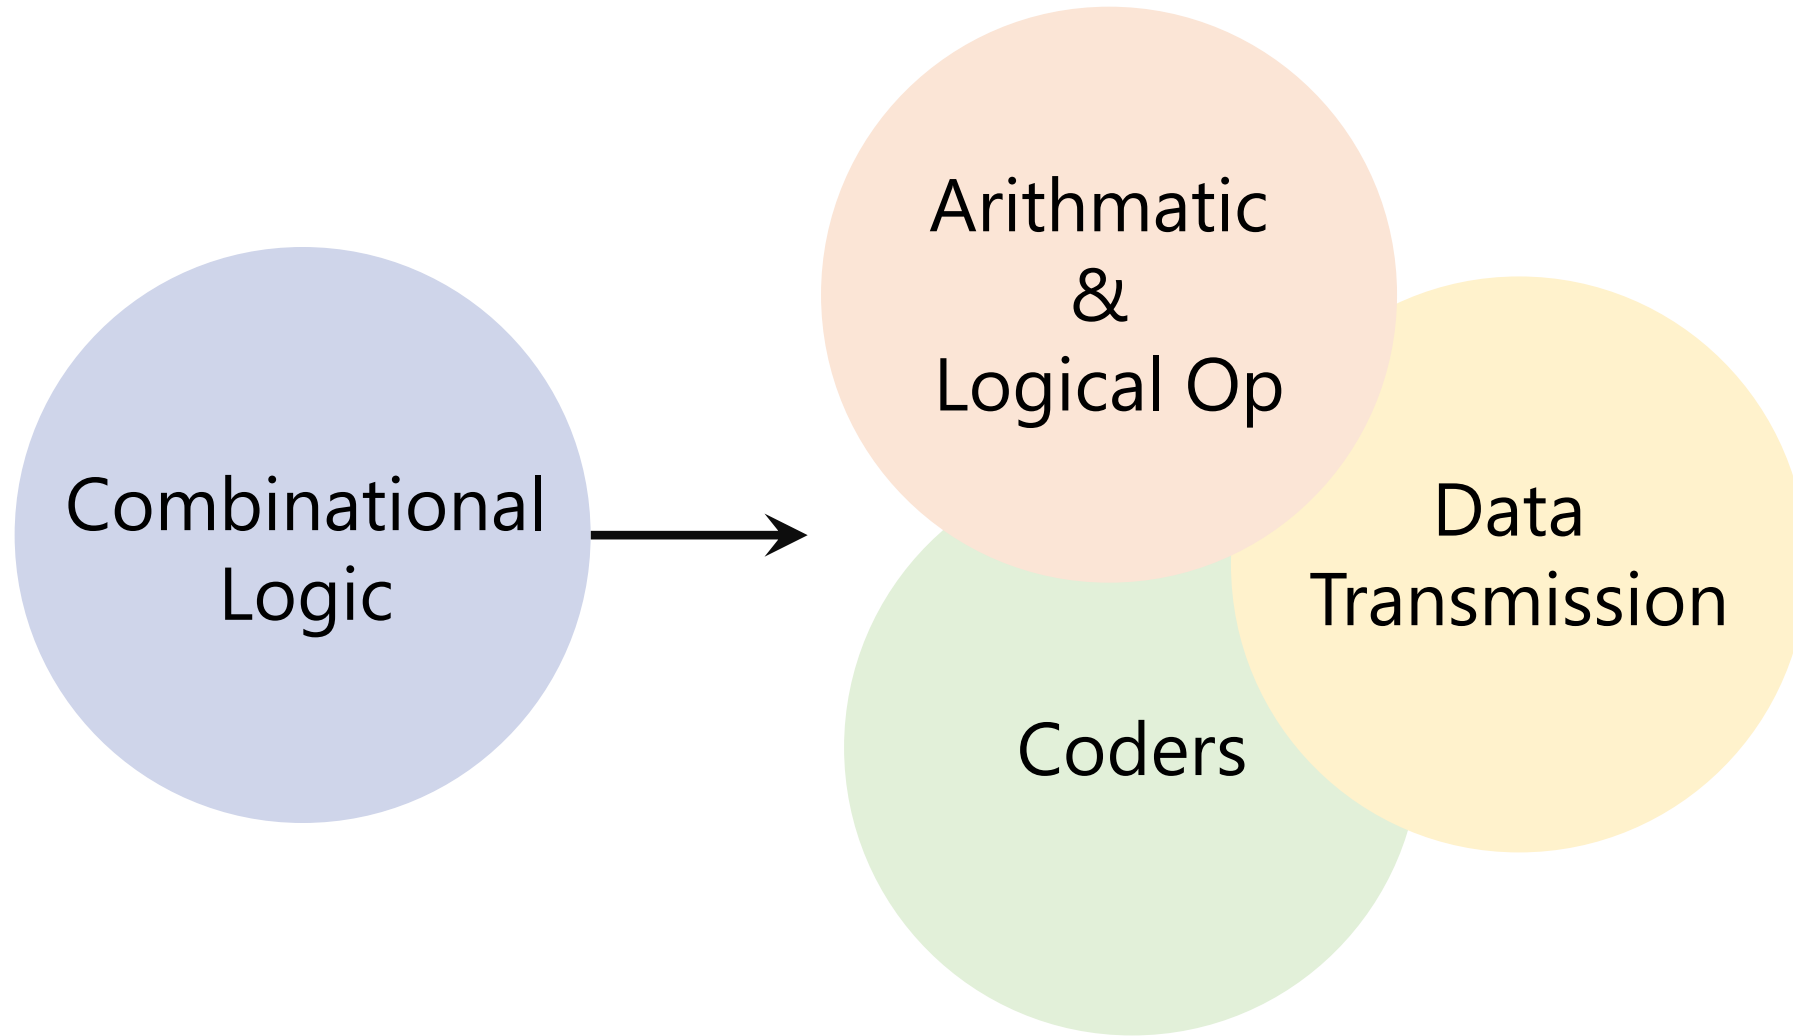 Combinational
Logic
Arithmatic
&
Logical Op
Data
Transmission
Coders